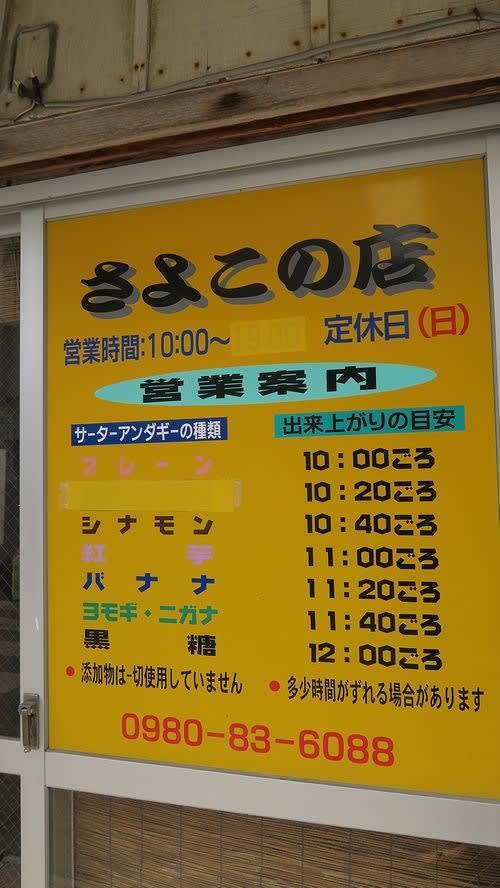 さよこの店
営業時間:10:00〜 定休日(日)
営業案内
サーターアンダギーの種類 出来上がりの目安
プレーン 10:00ごろ
10:20ごろ
シナモン 10:40ごろ
紅芋 11:00ごろ
バナナ 11:20ごろ
ヨモギ・ニガナ 11:40ごろ
黒糖 12:00ごろ
●添加物は一切使用していません ●多少時間がずれる場合があります
0980-83-6088